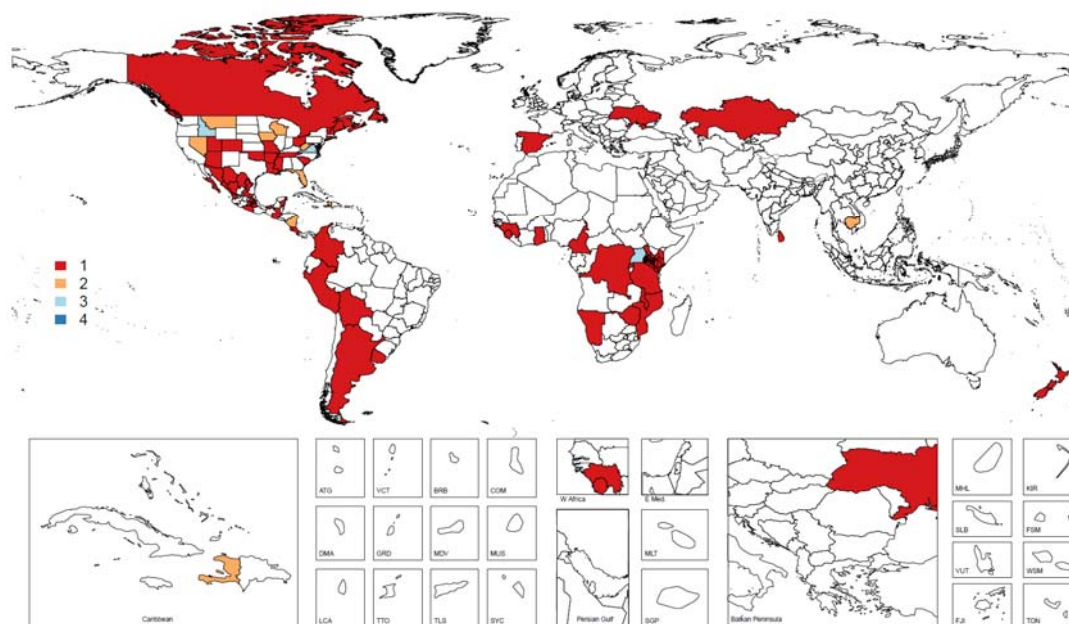 1
2
3
4
ATG
VCT
BRB
COM
W Africa
E Med.
MHL
KIR
DMA
GRD
MDV
MUS
MLT
SLB
FSM
VUT
WSM
LCA
TTO
TLS
SYC
Caribbean
Persian Gulf
SGP
Balkan Peninsula
FJI
TON